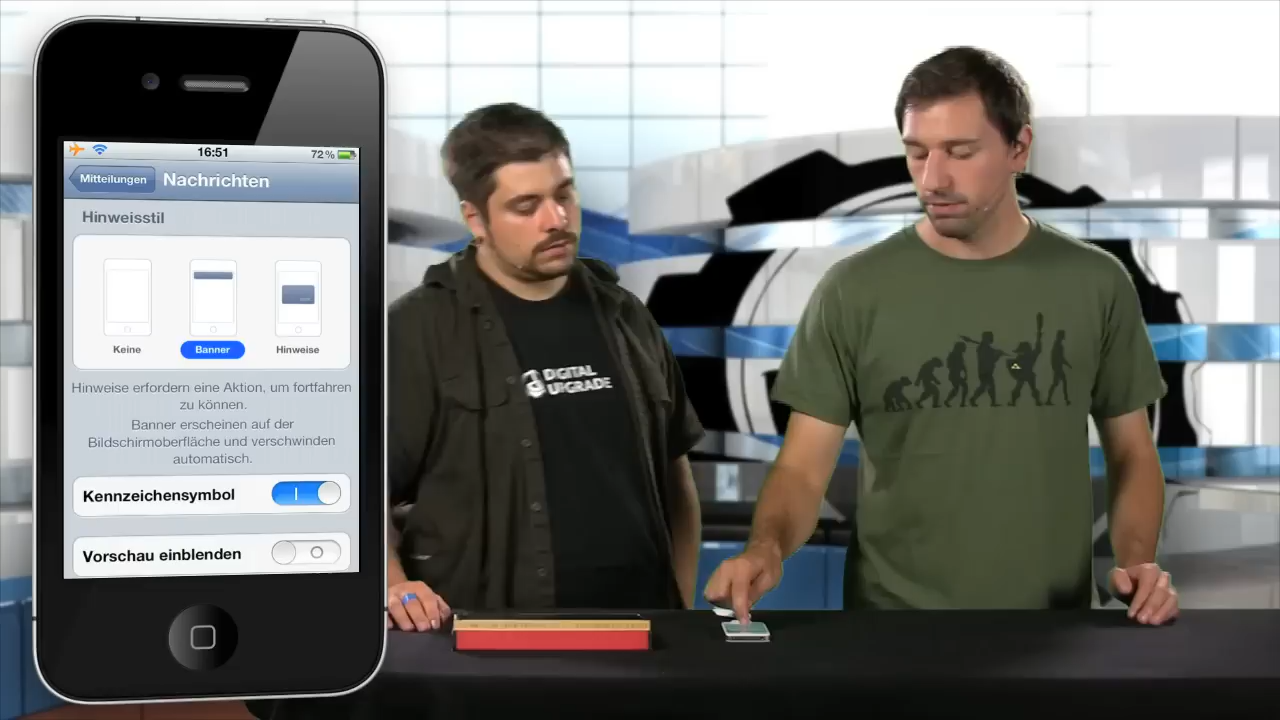 16:51
72%
Mitteilungen
Nachrichten
Hinweisstil
Keine
Banner
Hinweise
Hinweise erfordern eine Aktion, um fortfahren
zu können.
Banner erscheinen auf der
Bildschirmoberfläche und verschwinden
automatisch.
Kennzeichensymbol
Vorschau einblenden
DIGITAL
UPGRADE